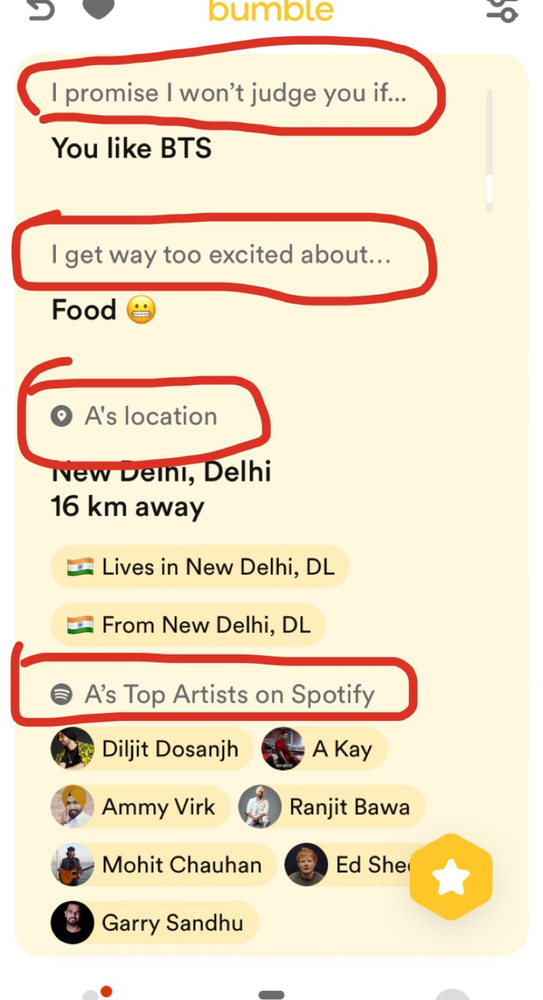 bumble
I promise I won't judge you if...
You like BTS
I get way too excited about...
Food 😬
A's location
New Delhi, Delhi
16 km away
🇮🇳 Lives in New Delhi, DL
🇮🇳 From New Delhi, DL
A's Top Artists on Spotify
Diljit Dosanjh A Kay
Ammy Virk Ranjit Bawa
Mohit Chauhan Ed
Garry Sandhu